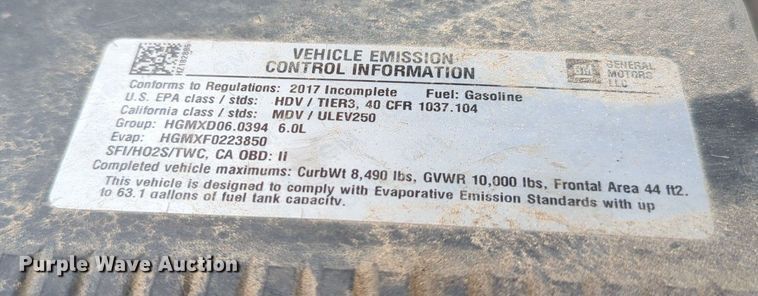 VEHICLE EMISSION
CONTROL INFORMATION
GM
GENERAL
MOTORS
LLC
Conforms to Regulations: 2017 Incomplete Fuel: Gasoline
U.S. EPA class / stds: HDV / TIER3, 40 CFR 1037.104
California class / stds: MDV / ULEV250
Group: HGMXD06.0394 6.0L
Evap: HGMXF0223850
SFI/HO2S/TWC, CA OBD: II
Completed vehicle maximums: CurbWt 8,490 lbs, GVWR 10,000 lbs, Frontal Area 44 ft2.
This vehicle is designed to comply with Evaporative Emission Standards with up
to 63.1 gallons of fuel tank capacity.
Purple Wave Auction